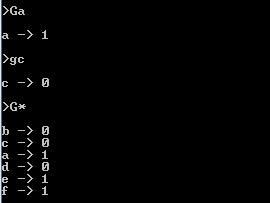 >Ga
a -> 1
>gc
c -> 0
>G*
b -> 0
c -> 0
a -> 1
d -> 0
e -> 1
f -> 1